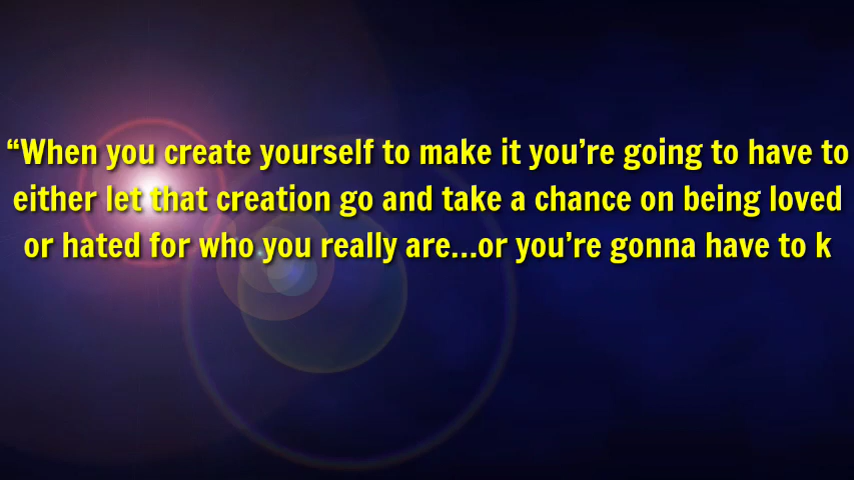 “When you create yourself to make it you’re going to have to
either let that creation go and take a chance on being loved
or hated for who you really are...or you’re gonna have to k